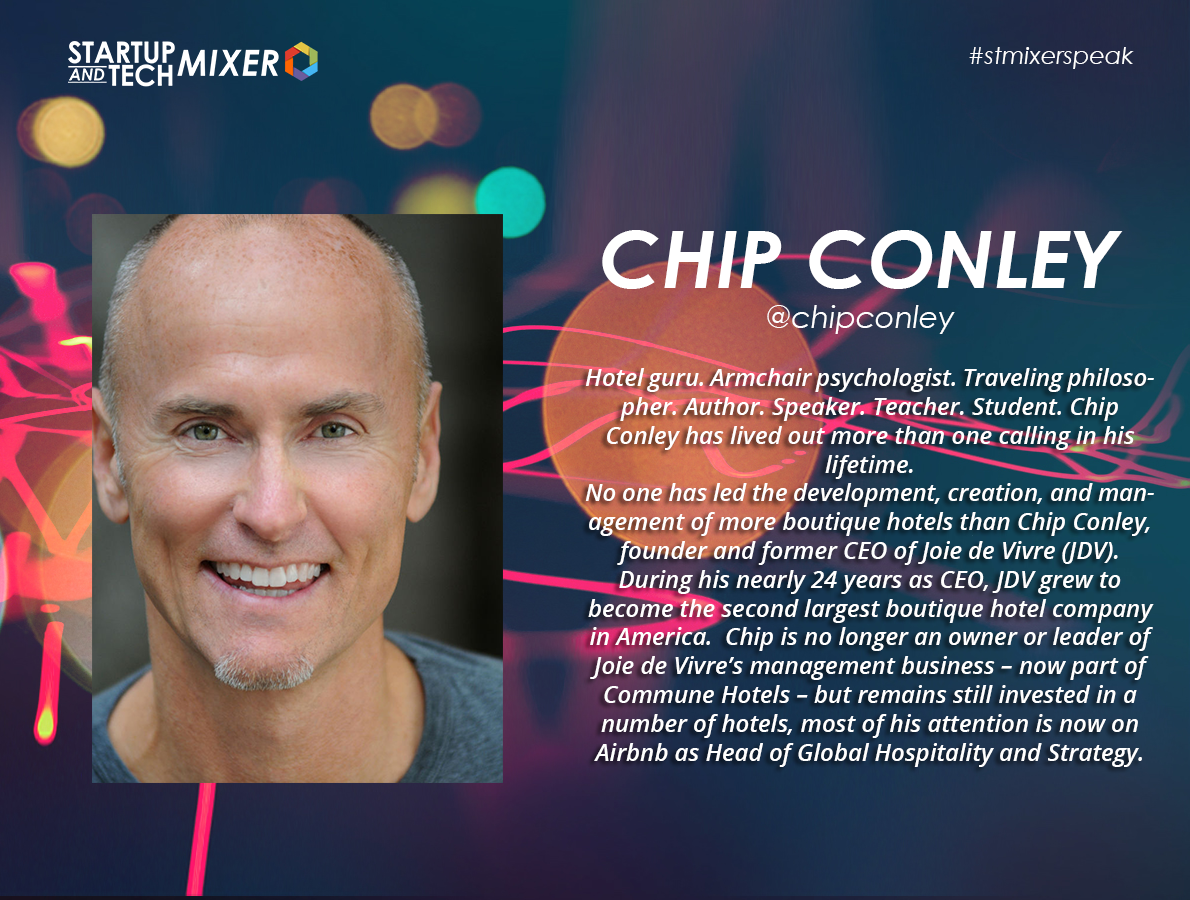 STARTUP
AND TECH MIXER
#stmixerspeak
CHIP CONLEY
@chipconley
Hotel guru. Armchair psychologist. Traveling philoso-
pher. Author. Speaker. Teacher. Student. Chip
Conley has lived out more than one calling in his
lifetime.
No one has led the development, creation, and man-
agement of more boutique hotels than Chip Conley,
founder and former CEO of Joie de Vivre (JDV).
During his nearly 24 years as CEO, JDV grew to
become the second largest boutique hotel company
in America.  Chip is no longer an owner or leader of
Joie de Vivre’s management business – now part of
Commune Hotels – but remains still invested in a
number of hotels, most of his attention is now on
Airbnb as Head of Global Hospitality and Strategy.